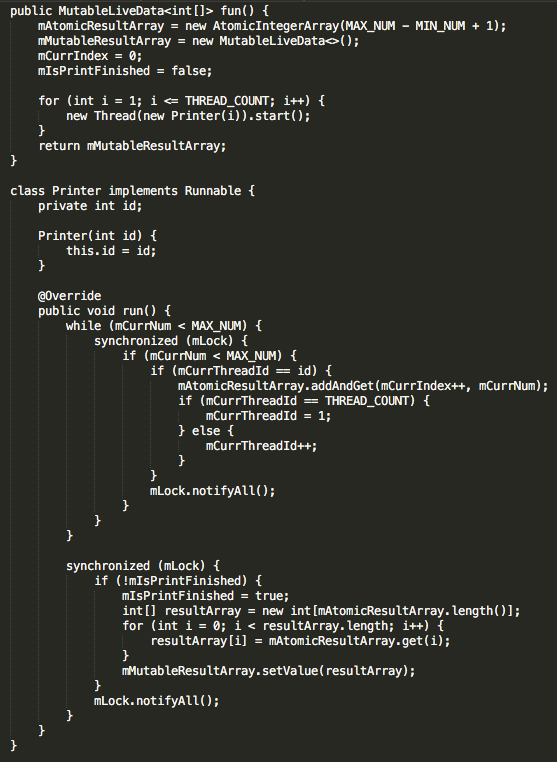 public MutableLiveData<int[]> fun() {
    mAtomicResultArray = new AtomicIntegerArray(MAX_NUM - MIN_NUM + 1);
    mMutableResultArray = new MutableLiveData<>();
    mCurrIndex = 0;
    mIsPrintFinished = false;

    for (int i = 1; i <= THREAD_COUNT; i++) {
        new Thread(new Printer(i)).start();
    }
    return mMutableResultArray;
}

class Printer implements Runnable {
    private int id;

    Printer(int id) {
        this.id = id;
    }

    @Override
    public void run() {
        while (mCurrNum < MAX_NUM) {
            synchronized (mLock) {
                if (mCurrNum < MAX_NUM) {
                    if (mCurrThreadId == id) {
                        mAtomicResultArray.addAndGet(mCurrIndex++, mCurrNum);
                        if (mCurrThreadId == THREAD_COUNT) {
                            mCurrThreadId = 1;
                        } else {
                            mCurrThreadId++;
                        }
                    }
                    mLock.notifyAll();
                }
            }
        }

        synchronized (mLock) {
            if (!mIsPrintFinished) {
                mIsPrintFinished = true;
                int[] resultArray = new int[mAtomicResultArray.length()];
                for (int i = 0; i < resultArray.length; i++) {
                    resultArray[i] = mAtomicResultArray.get(i);
                }
                mMutableResultArray.setValue(resultArray);
            }
            mLock.notifyAll();
        }
    }
}